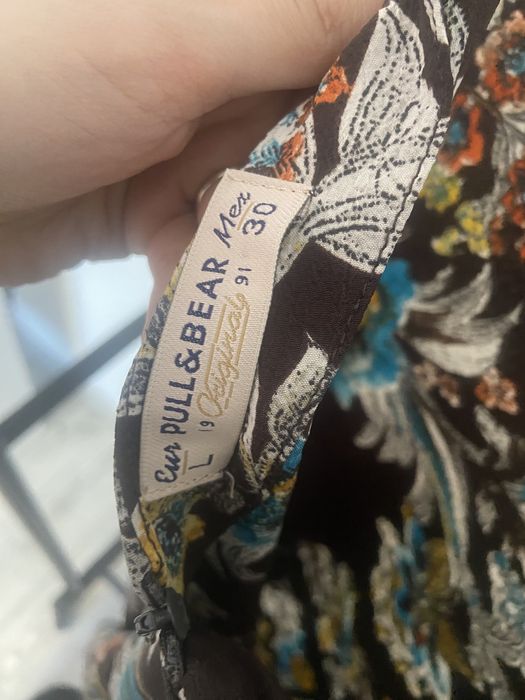 Eur PULL&BEAR Mex
L 19 Original 91 30